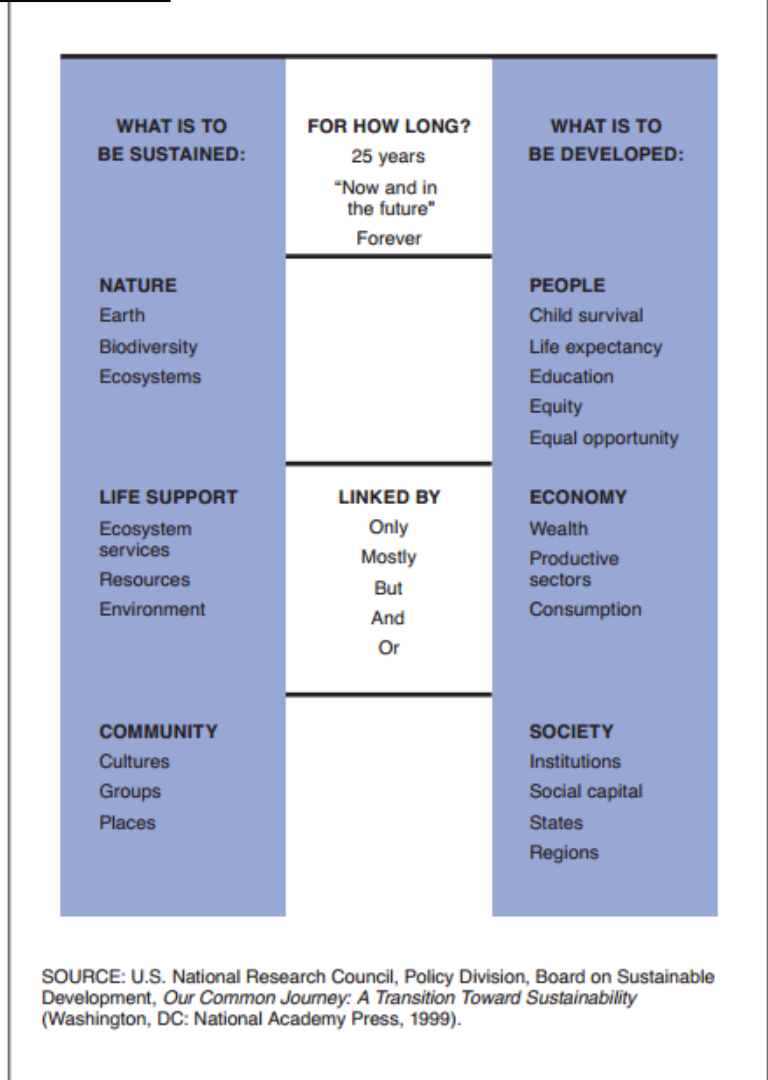 WHAT IS TO
BE SUSTAINED:
FOR HOW LONG?
25 years
“Now and in
the future”
Forever
WHAT IS TO
BE DEVELOPED:
NATURE
Earth
Biodiversity
Ecosystems
PEOPLE
Child survival
Life expectancy
Education
Equity
Equal opportunity
LIFE SUPPORT
Ecosystem
services
Resources
Environment
LINKED BY
Only
Mostly
But
And
Or
ECONOMY
Wealth
Productive
sectors
Consumption
COMMUNITY
Cultures
Groups
Places
SOCIETY
Institutions
Social capital
States
Regions
SOURCE: U.S. National Research Council, Policy Division, Board on Sustainable
Development, Our Common Journey: A Transition Toward Sustainability
(Washington, DC: National Academy Press, 1999).